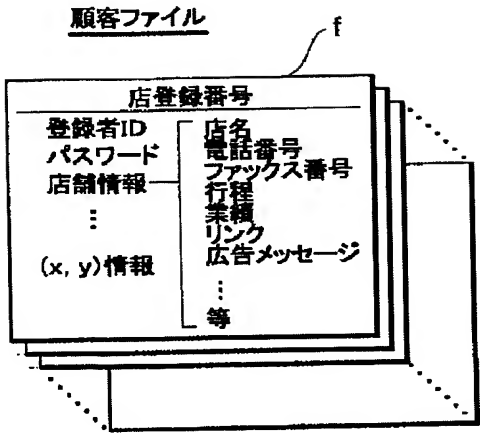 顧客ファイル
f
店登録番号
登録者ID
パスワード
店舗情報
⋮
(x, y)情報
店名
電話番号
ファックス番号
行程
業績
リンク
広告メッセージ
⋮
等